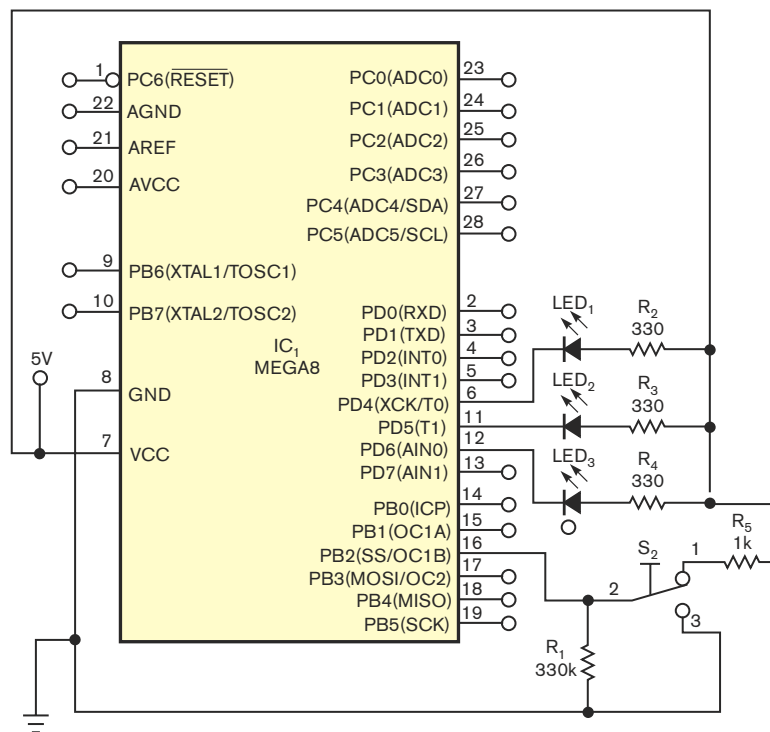 1
PC6(RESET)
22
AGND
21
AREF
20
AVCC
9
PB6(XTAL1/TOSC1)
10
PB7(XTAL2/TOSC2)
5V
8
GND
7
VCC
IC1
MEGA8
PC0(ADC0)
23
PC1(ADC1)
24
PC2(ADC2)
25
PC3(ADC3)
26
PC4(ADC4/SDA)
27
PC5(ADC5/SCL)
28
PD0(RXD)
2
PD1(TXD)
3
PD2(INT0)
4
PD3(INT1)
5
PD4(XCK/T0)
6
PD5(T1)
11
PD6(AIN0)
12
PD7(AIN1)
13
PB0(ICP)
14
PB1(OC1A)
15
PB2(SS/OC1B)
16
PB3(MOSI/OC2)
17
PB4(MISO)
18
PB5(SCK)
19
LED1
R2
330
LED2
R3
330
LED3
R4
330
R5
1k
S2
1
2
3
R1
330k